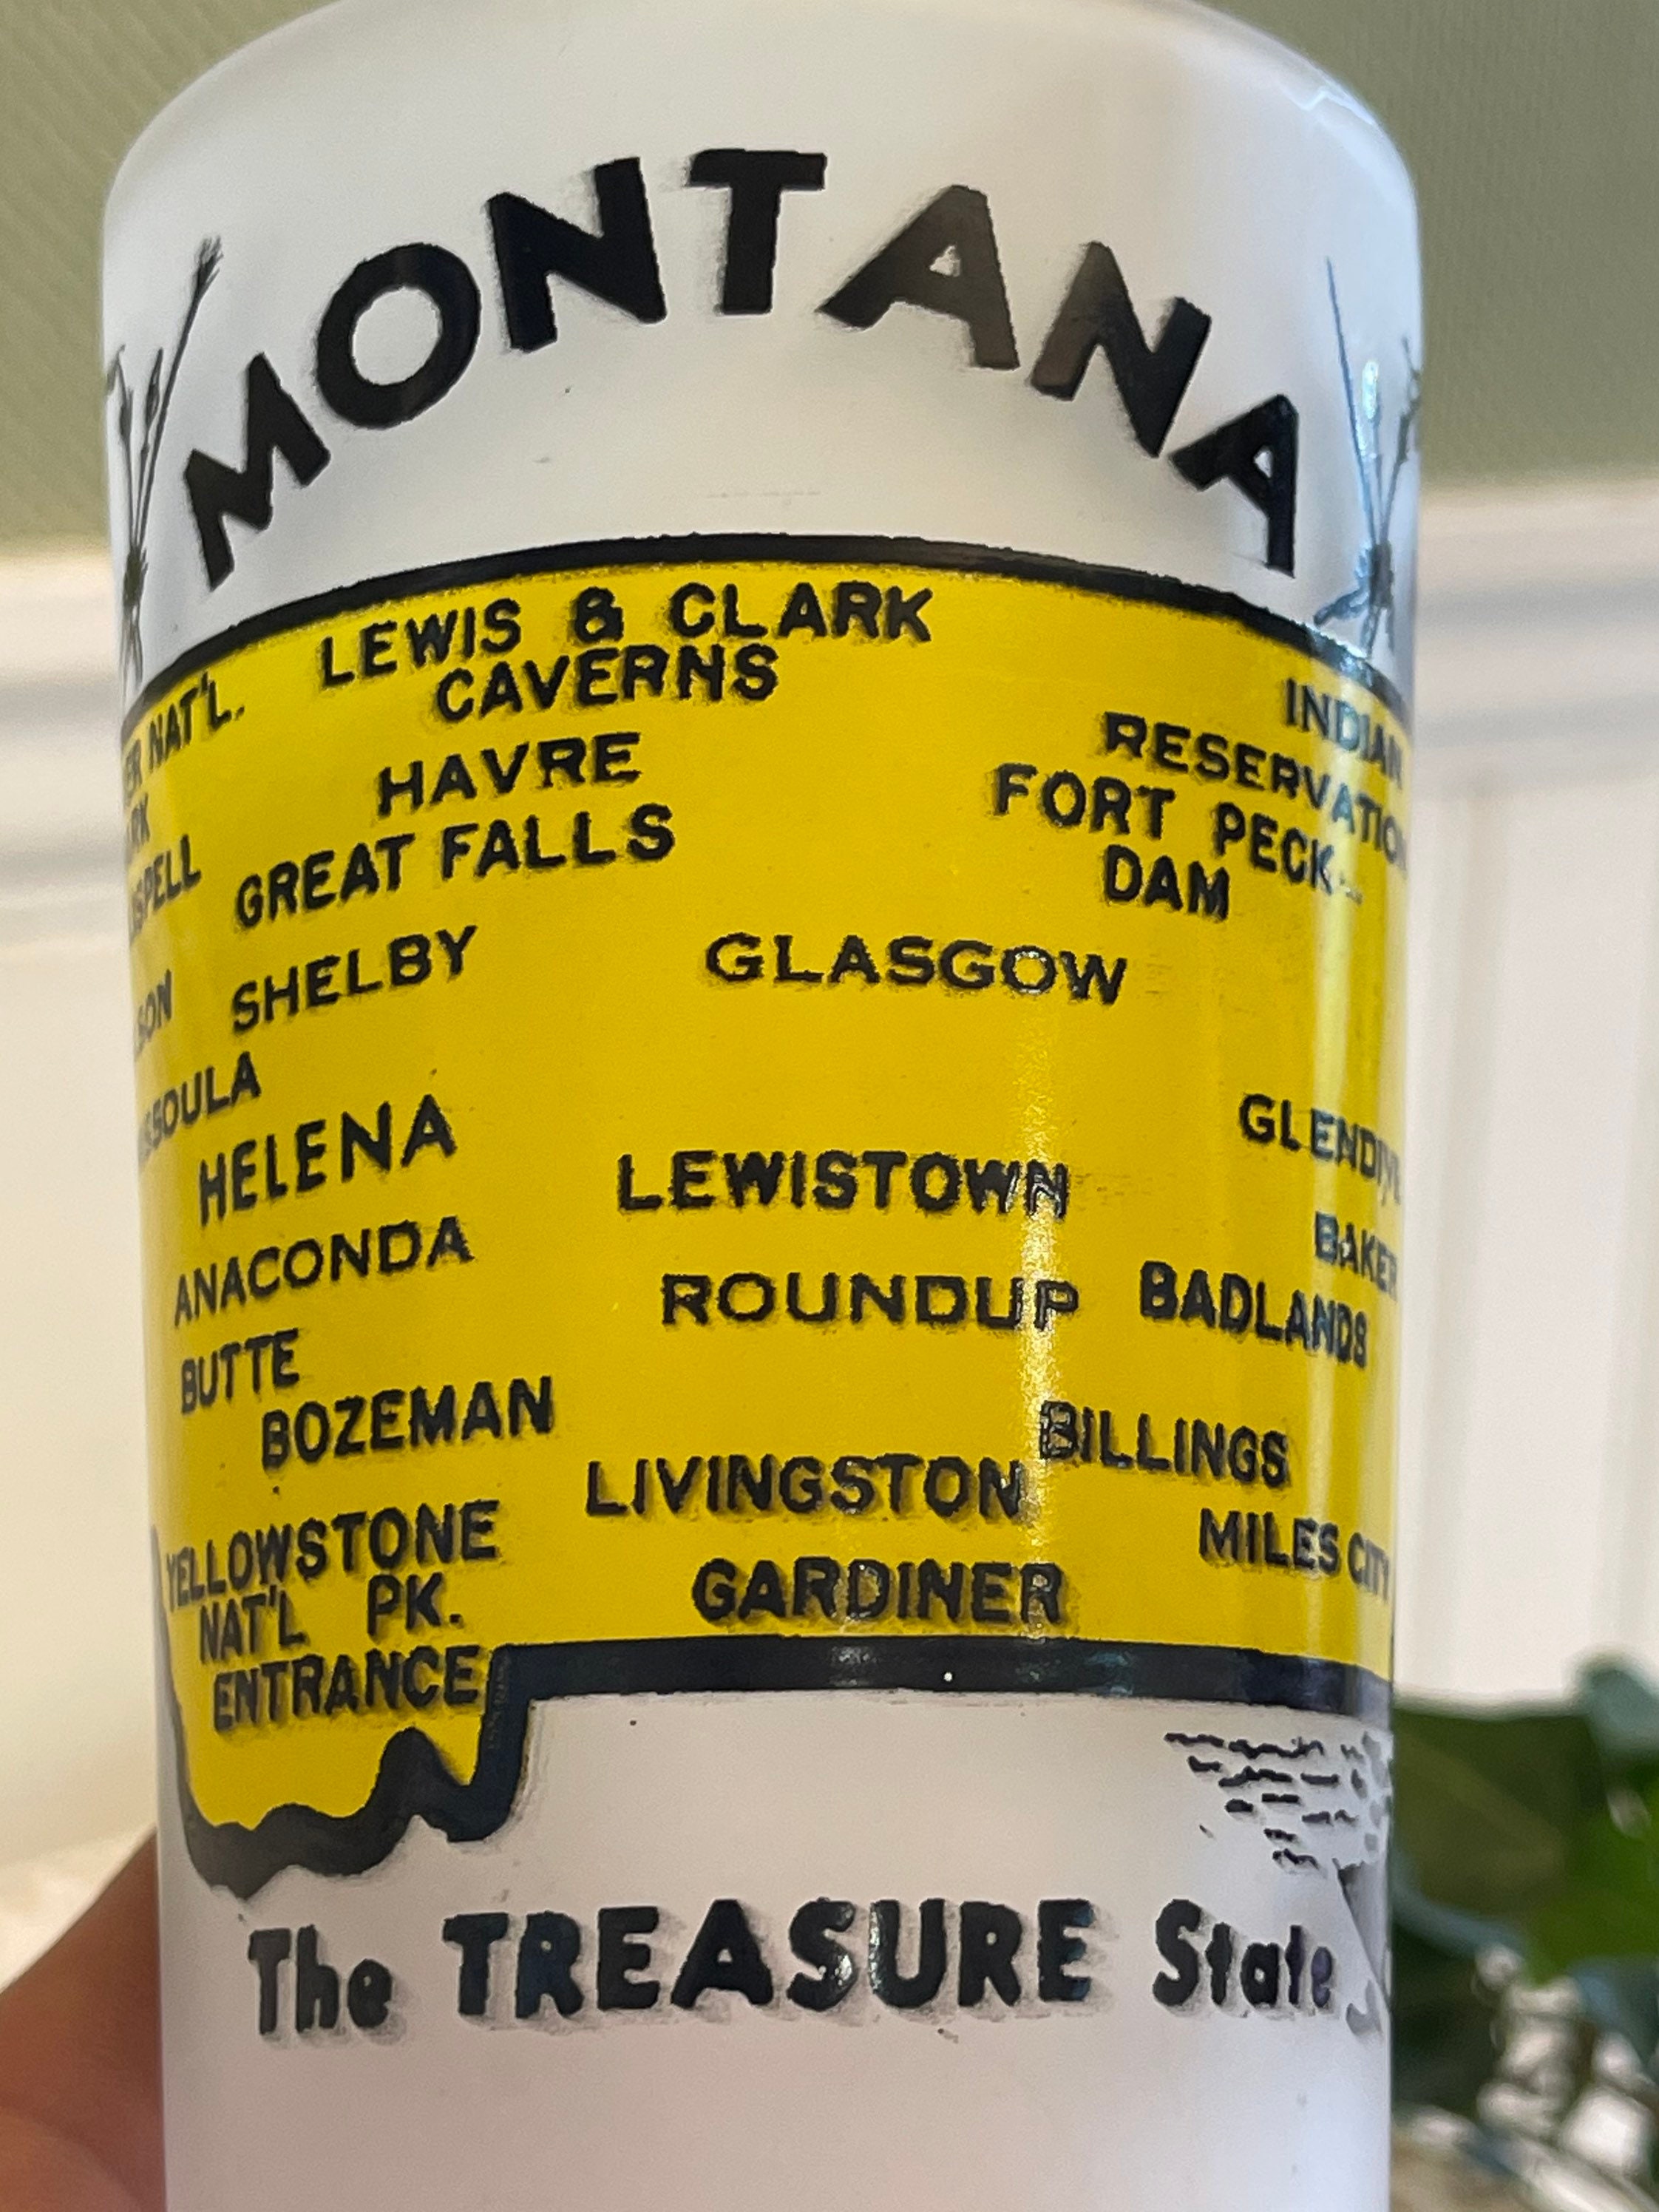 MONTANA
LEWIS & CLARK
CAVERNS
NAT'L.
INDIAN
RESERVATION
HAVRE
FORT PECK
DAM
GREAT FALLS
SHELBY
GLASGOW
HELENA
LEWISTOWN
ANACONDA
BAKER
ROUNDUP
BADLANDS
BUTTE
BOZEMAN
BILLINGS
LIVINGSTON
YELLOWSTONE
NAT'L PK.
ENTRANCE
MILES CITY
GARDINER
The TREASURE State